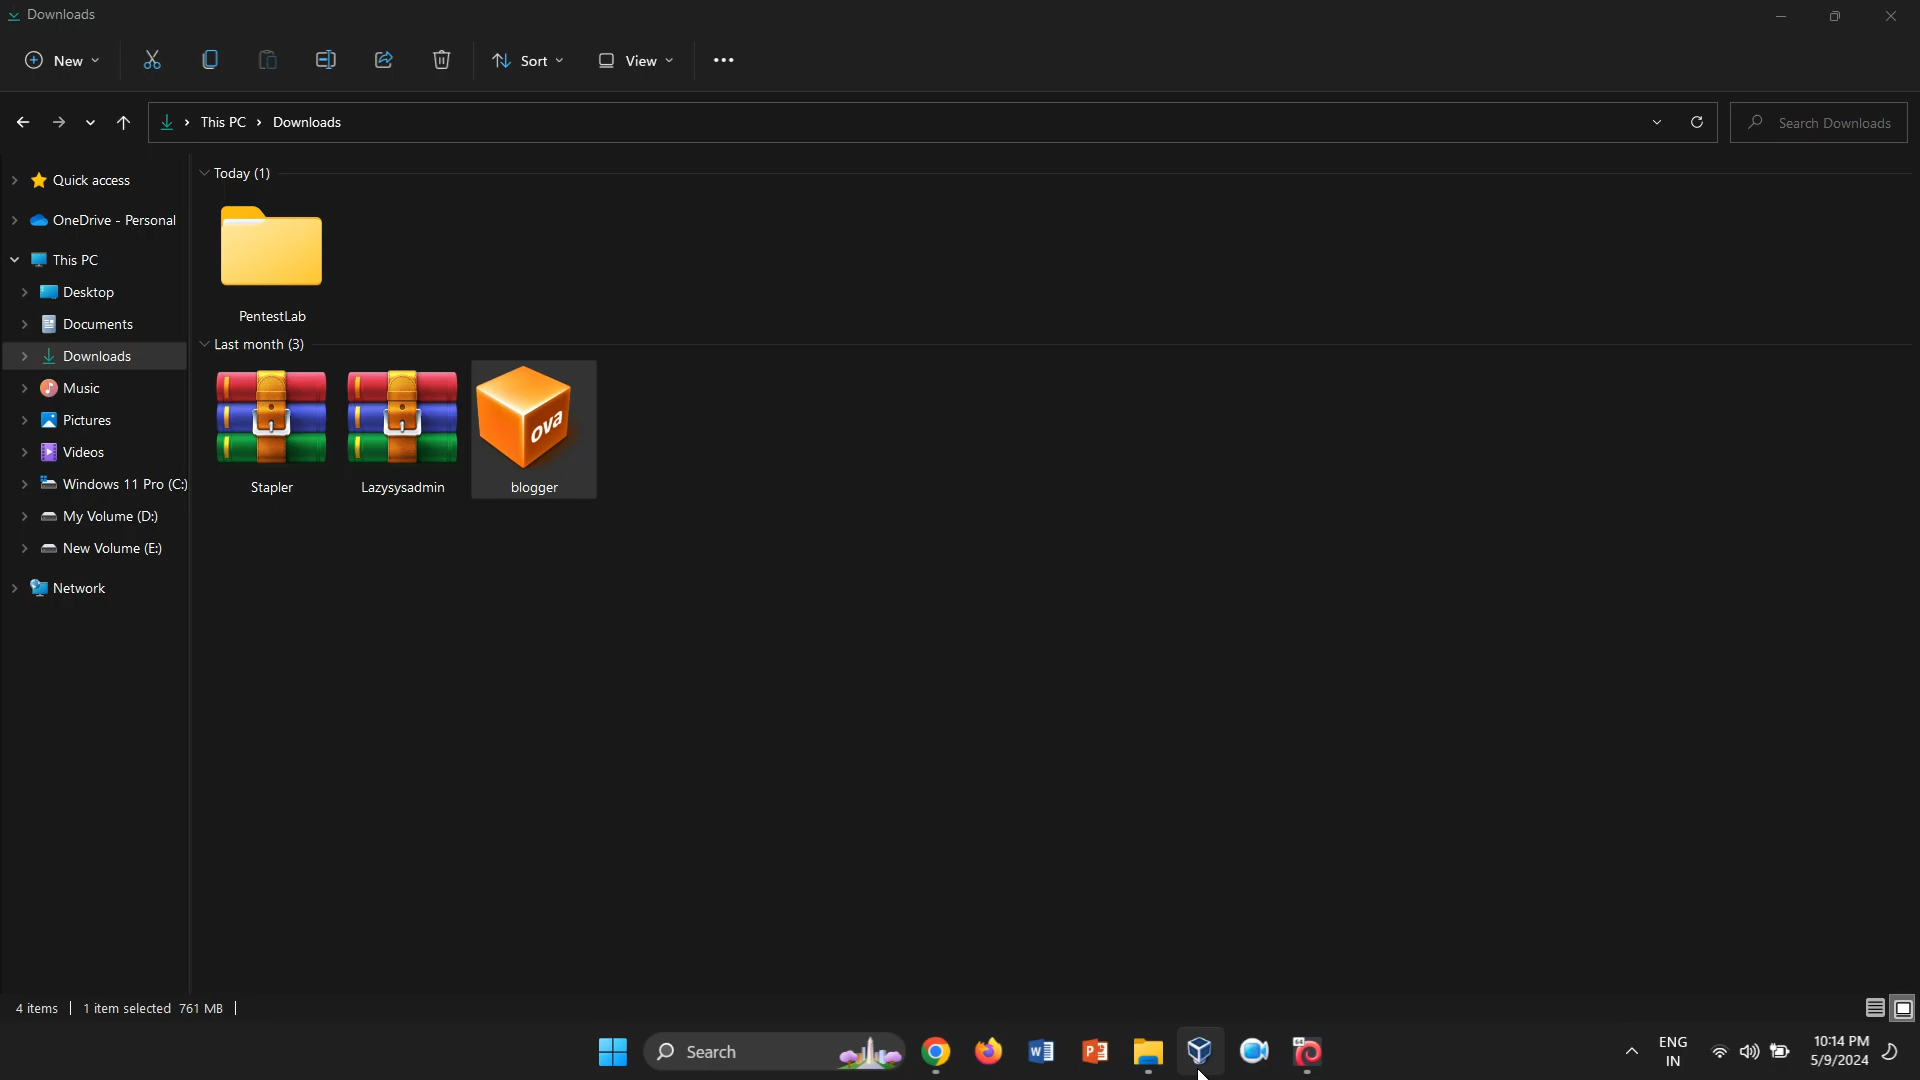 Downloads
New
Sort
View
This PC
Downloads
Search Downloads
Quick access
OneDrive - Personal
This PC
Desktop
Documents
Downloads
Music
Pictures
Videos
Windows 11 Pro (C:)
My Volume (D:)
New Volume (E:)
Network
Today (1)
PentestLab
Last month (3)
ova
Stapler
Lazysysadmin
blogger
4 items
1 item selected 761 MB
Search
64
ENG
IN
10:14 PM
5/9/2024